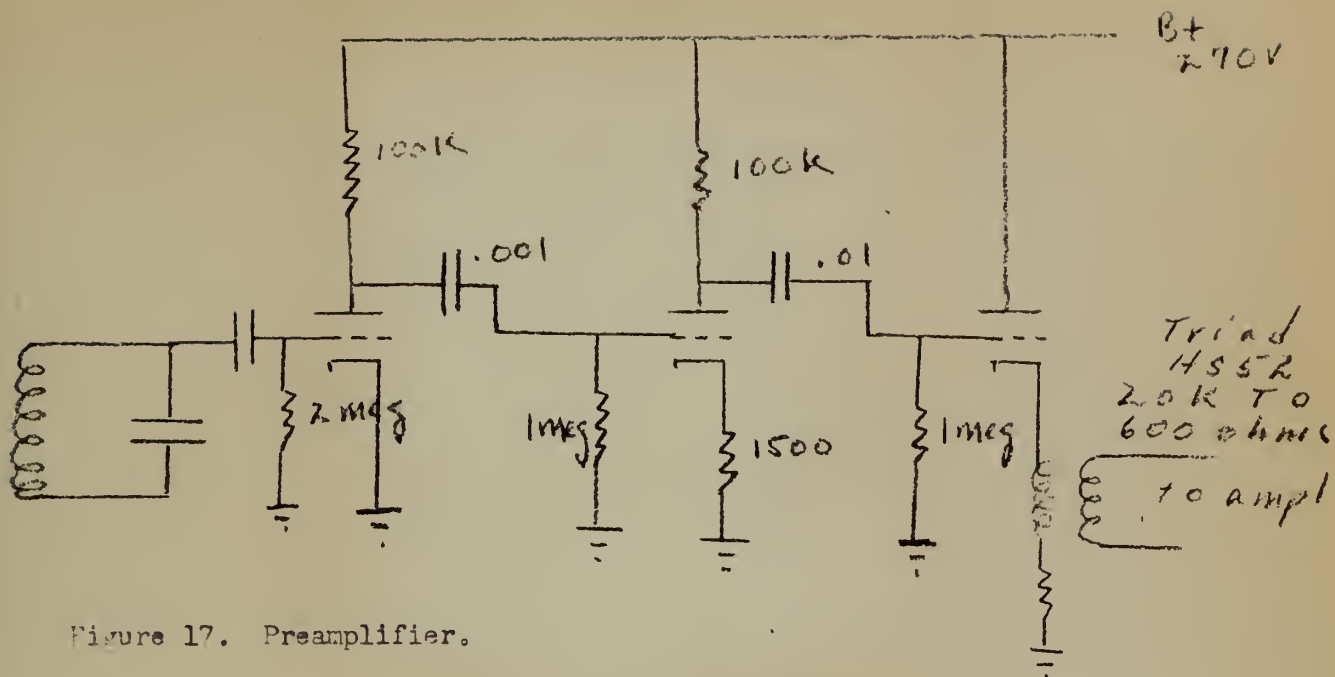 B+
270V
100K
100K
.001
.01
2 meg
1meg
1500
1meg
Triad
HS52
20K TO
600 ohms
to ampl
Figure 17. Preamplifier.